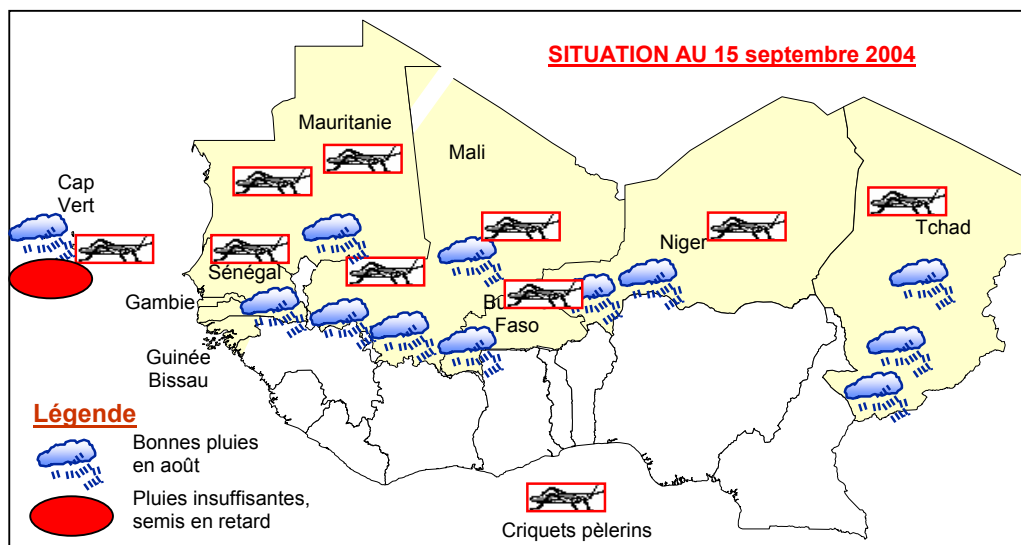 SITUATION AU 15 septembre 2004
Mauritanie
Mali
Cap
Vert
Niger
Tchad
Sénégal
Gambie
Faso
Guinée
Bissau
Légende
Bonnes pluies
en août
Pluies insuffisantes,
semis en retard
Criquets pèlerins